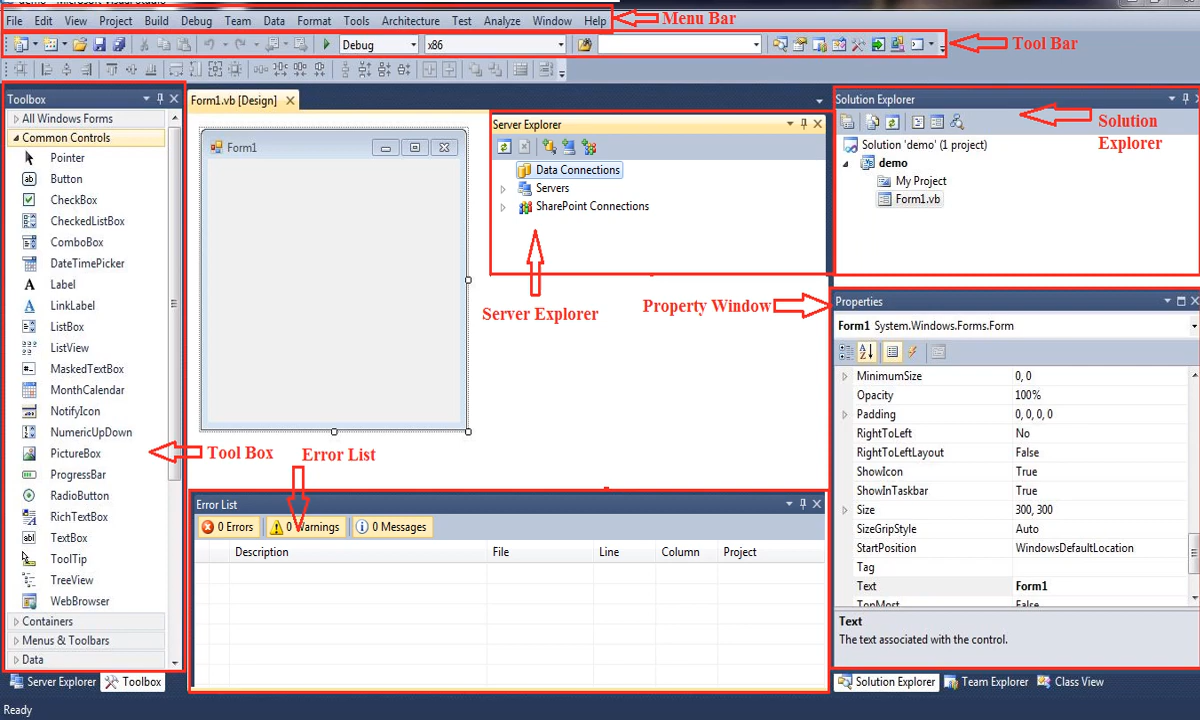 File Edit View Project Build Debug Team Data Format Tools Architecture Test Analyze Window Help
Menu Bar
Debug x86
Tool Bar
Toolbox
All Windows Forms
Common Controls
Pointer
Button
CheckBox
CheckedListBox
ComboBox
DateTimePicker
Label
LinkLabel
ListBox
ListView
MaskedTextBox
MonthCalendar
NotifyIcon
NumericUpDown
PictureBox
ProgressBar
RadioButton
RichTextBox
TextBox
ToolTip
TreeView
WebBrowser
Containers
Menus & Toolbars
Data
Server Explorer Toolbox
Ready
Form1.vb [Design]
Form1
Tool Box
Server Explorer
Data Connections
Servers
SharePoint Connections
Server Explorer
Property Window
Error List
Error List
0 Errors 0 Warnings 0 Messages
Description File Line Column Project
Solution Explorer
Solution 'demo' (1 project)
demo
My Project
Form1.vb
Solution
Explorer
Properties
Form1 System.Windows.Forms.Form
MinimumSize 0, 0
Opacity 100%
Padding 0, 0, 0, 0
RightToLeft No
RightToLeftLayout False
ShowIcon True
ShowInTaskbar True
Size 300, 300
SizeGripStyle Auto
StartPosition WindowsDefaultLocation
Tag
Text Form1
TopMost False
Text
The text associated with the control.
Solution Explorer Team Explorer Class View